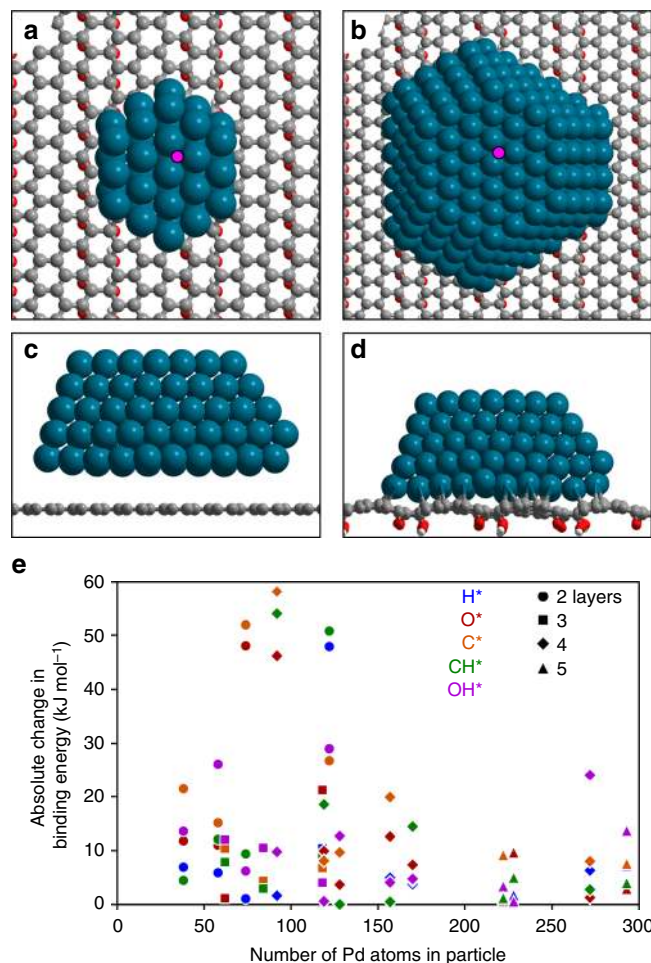 a
b
c
d
e
60
50
40
30
20
10
0
0 50 100 150 200 250 300
Absolute change in
binding energy (kJ mol⁻¹)
Number of Pd atoms in particle
H*
O*
C*
CH*
OH*
2 layers
3
4
5